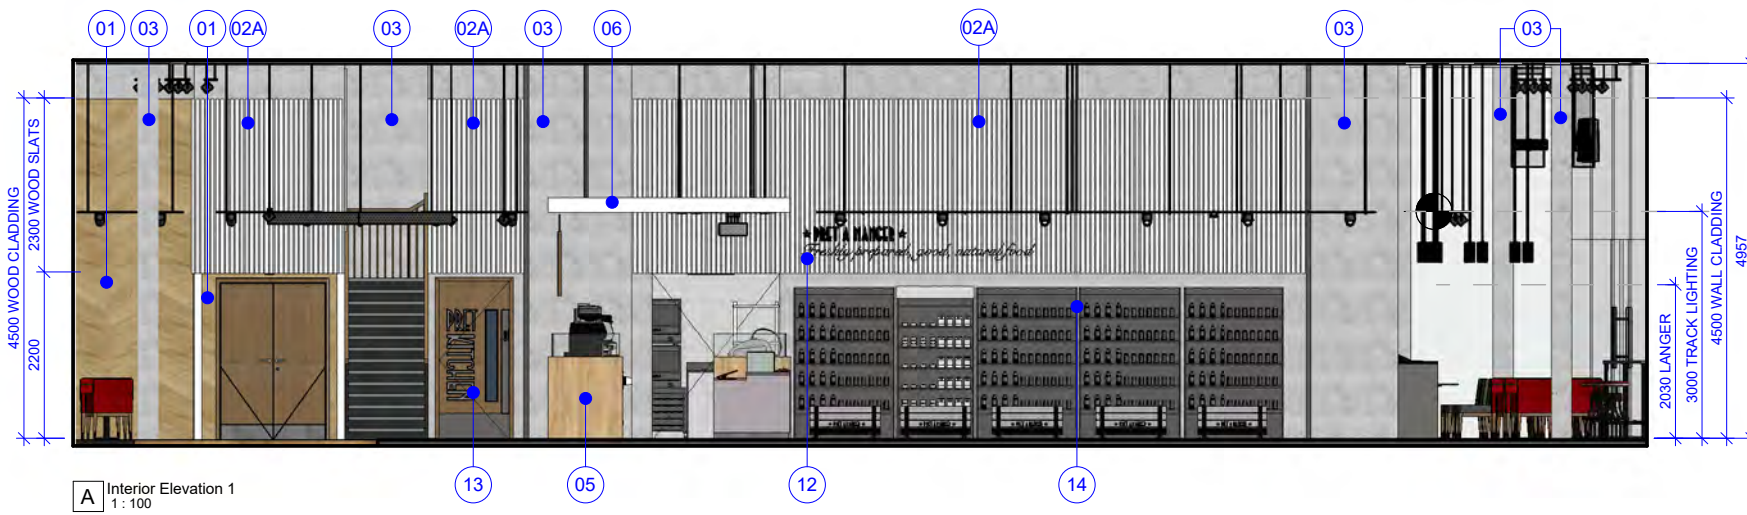 01 03 01 02A 03 02A 03 06 02A 03 03
4500 WOOD CLADDING
2300 WOOD SLATS
2200
★ PRET A MANGER ★
Freshly prepared, good, natural food
PRET
KITCHEN
2030 LANGER
3000 TRACK LIGHTING
4500 WALL CLADDING
4957
13 05 12 14
A Interior Elevation 1
1 : 100